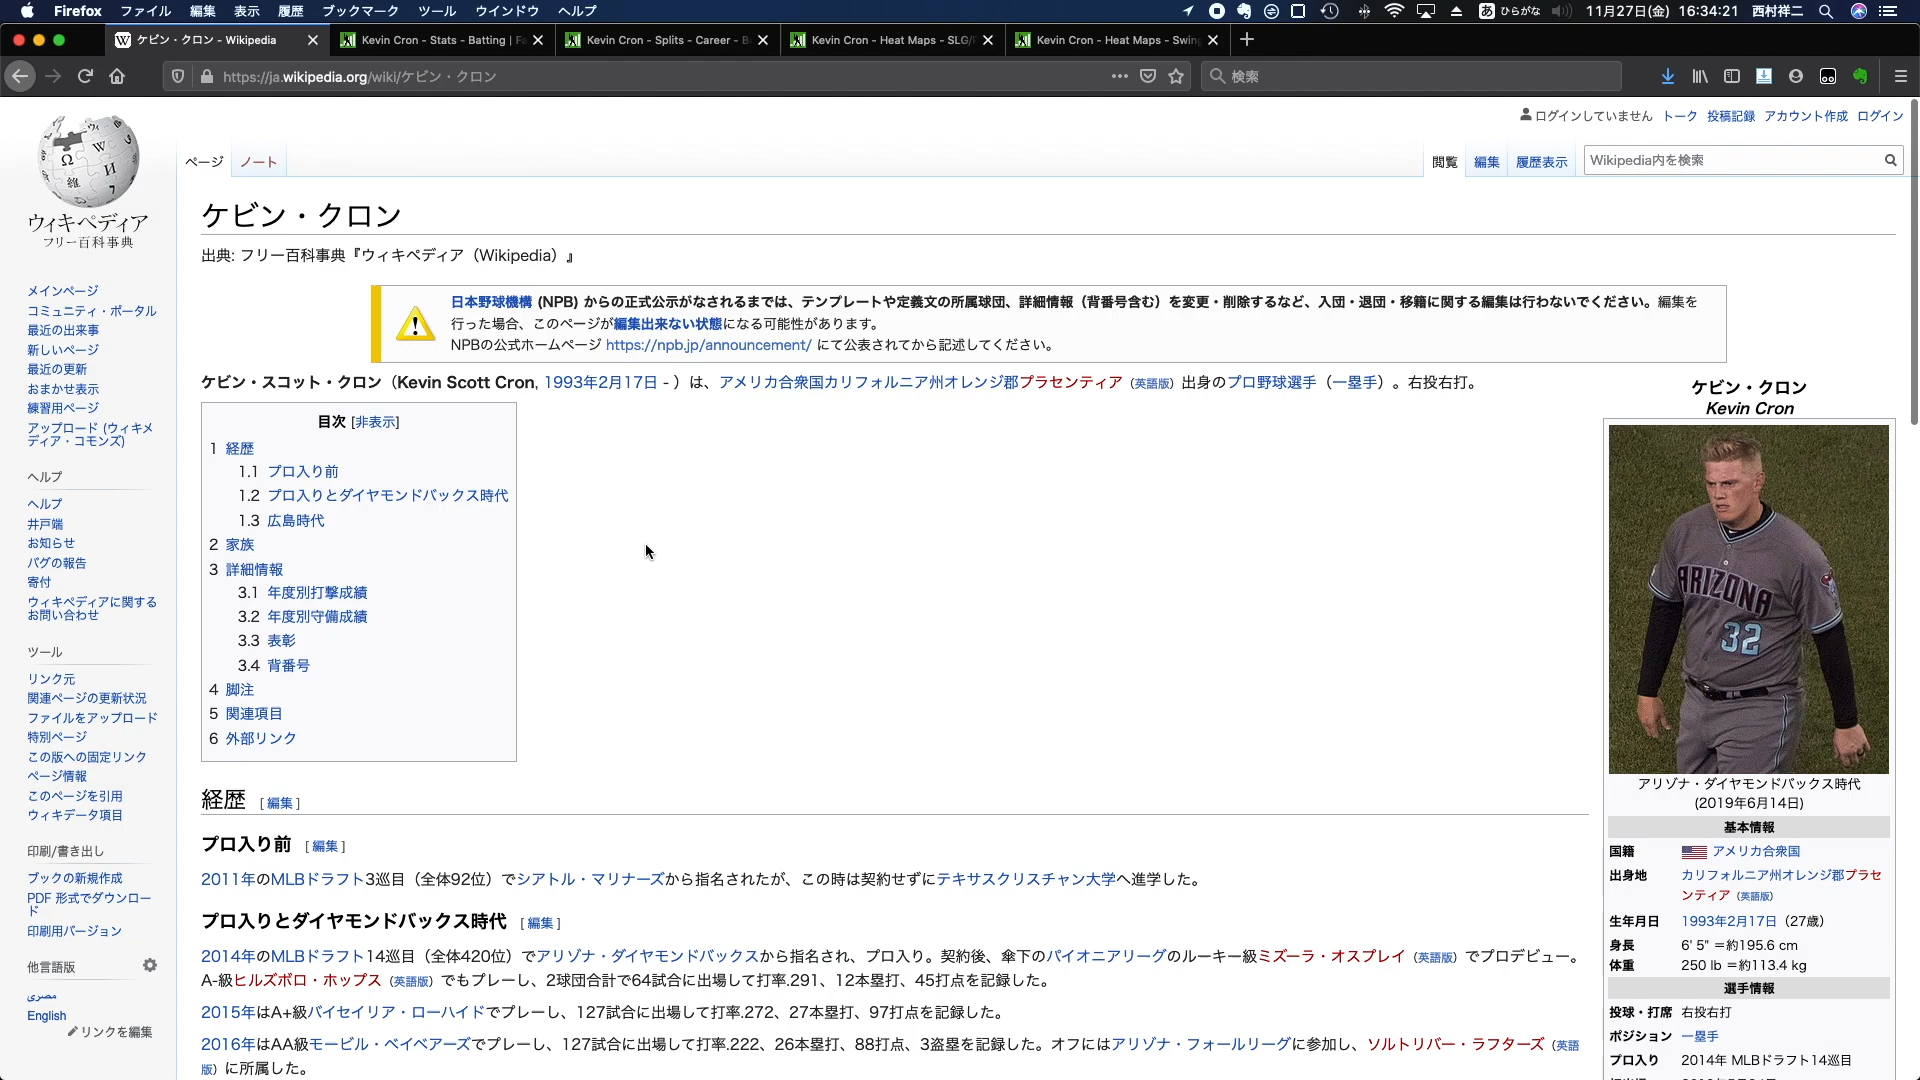 Firefox ファイル 編集 表示 履歴 ブックマーク ツール ウインドウ ヘルプ
あ ひらがな 11月27日(金) 16:34:21 西村祥二
ケビン・クロン - Wikipedia
Kevin Cron - Stats - Batting | Fa
Kevin Cron - Splits - Career - B
Kevin Cron - Heat Maps - SLG/
Kevin Cron - Heat Maps - Swin
https://ja.wikipedia.org/wiki/ケビン・クロン
検索
ログインしていません トーク 投稿記録 アカウント作成 ログイン
ページ ノート
閲覧 編集 履歴表示 Wikipedia内を検索
ウィキペディア
フリー百科事典
メインページ
コミュニティ・ポータル
最近の出来事
新しいページ
最近の更新
おまかせ表示
練習用ページ
アップロード (ウィキメ
ディア・コモンズ)
ヘルプ
ヘルプ
井戸端
お知らせ
バグの報告
寄付
ウィキペディアに関する
お問い合わせ
ツール
リンク元
関連ページの更新状況
ファイルをアップロード
特別ページ
この版への固定リンク
ページ情報
このページを引用
ウィキデータ項目
印刷/書き出し
ブックの新規作成
PDF 形式でダウンロー
ド
印刷用バージョン
他言語版
مصرى
English
リンクを編集
ケビン・クロン
出典: フリー百科事典『ウィキペディア（Wikipedia）』
日本野球機構 (NPB) からの正式公示がなされるまでは、テンプレートや定義文の所属球団、詳細情報（背番号含む）を変更・削除するなど、入団・退団・移籍に関する編集は行わないでください。編集を
行った場合、このページが編集出来ない状態になる可能性があります。
NPBの公式ホームページ https://npb.jp/announcement/ にて公表されてから記述してください。
ケビン・スコット・クロン（Kevin Scott Cron, 1993年2月17日 - ）は、アメリカ合衆国カリフォルニア州オレンジ郡プラセンティア（英語版）出身のプロ野球選手（一塁手）。右投右打。
目次 [非表示]
1 経歴
1.1 プロ入り前
1.2 プロ入りとダイヤモンドバックス時代
1.3 広島時代
2 家族
3 詳細情報
3.1 年度別打撃成績
3.2 年度別守備成績
3.3 表彰
3.4 背番号
4 脚注
5 関連項目
6 外部リンク
経歴 [ 編集 ]
プロ入り前 [ 編集 ]
2011年のMLBドラフト3巡目（全体92位）でシアトル・マリナーズから指名されたが、この時は契約せずにテキサスクリスチャン大学へ進学した。
プロ入りとダイヤモンドバックス時代 [ 編集 ]
2014年のMLBドラフト14巡目（全体420位）でアリゾナ・ダイヤモンドバックスから指名され、プロ入り。契約後、傘下のパイオニアリーグのルーキー級ミズーラ・オスプレイ（英語版）でプロデビュー。
A-級ヒルズボロ・ホップス（英語版）でもプレーし、2球団合計で64試合に出場して打率.291、12本塁打、45打点を記録した。
2015年はA+級バイセイリア・ローハイドでプレーし、127試合に出場して打率.272、27本塁打、97打点を記録した。
2016年はAA級モービル・ベイベアーズでプレーし、127試合に出場して打率.222、26本塁打、88打点、3盗塁を記録した。オフにはアリゾナ・フォールリーグに参加し、ソルトリバー・ラフターズ（英語
版）に所属した。
ケビン・クロン
Kevin Cron
ARIZONA
32
アリゾナ・ダイヤモンドバックス時代
(2019年6月14日)
基本情報
国籍 アメリカ合衆国
出身地 カリフォルニア州オレンジ郡プラセ
ンティア（英語版）
生年月日 1993年2月17日（27歳）
身長 6' 5" =約195.6 cm
体重 250 lb =約113.4 kg
選手情報
投球・打席 右投右打
ポジション 一塁手
プロ入り 2014年 MLBドラフト14巡目